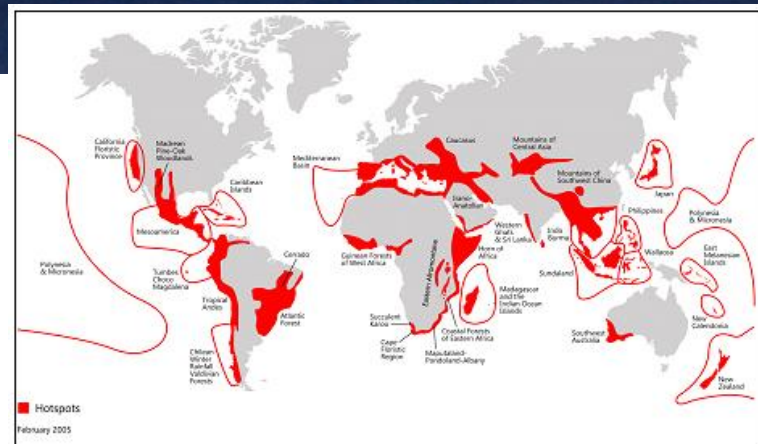 California
Floristic
Province
Madrean
Pine-Oak
Woodlands
Caribbean
Islands
Mesoamerica
Polynesia
& Micronesia
Tumbes
Choco
Magdalena
Tropical
Andes
Cerrado
Atlantic
Forest
Chilean
Winter
Rainfall
Valdivian
Forests
Mediterranean
Basin
Caucasus
Irano-
Anatolian
Mountains of
Central Asia
Mountains of
Southwest China
Guinean Forests
of West Africa
Eastern Afromontane
Horn of
Africa
Western
Ghats
& Sri Lanka
Indo
Burma
Succulent
Karoo
Cape
Floristic
Region
Maputaland-
Pondoland-Albany
Coastal Forests
of Eastern Africa
Madagascar
and the
Indian Ocean
Islands
Japan
Philippines
Polynesia
& Micronesia
Wallacea
Sundaland
East
Melanesian
Islands
New
Caledonia
Southwest
Australia
New
Zealand
Hotspots
February 2005